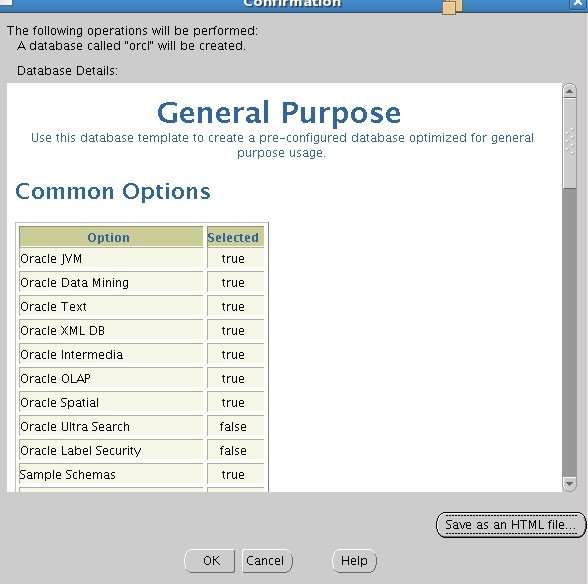 Confirmation
The following operations will be performed:
A database called "orcl" will be created.
Database Details:
General Purpose
Use this database template to create a pre-configured database optimized for general
purpose usage.
Common Options
Option Selected
Oracle JVM true
Oracle Data Mining true
Oracle Text true
Oracle XML DB true
Oracle Intermedia true
Oracle OLAP true
Oracle Spatial true
Oracle Ultra Search false
Oracle Label Security false
Sample Schemas true
Save as an HTML file...
OK Cancel Help